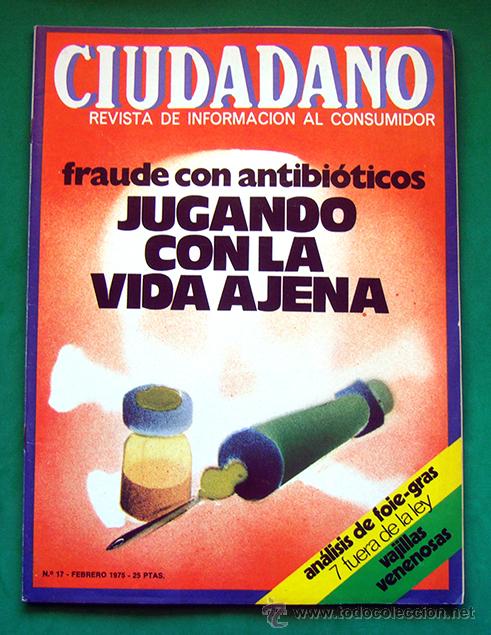 CIUDADANO
REVISTA DE INFORMACION AL CONSUMIDOR
fraude con antibióticos
JUGANDO
CON LA
VIDA AJENA
análisis de foie-gras
7 fuera de la ley
vajillas
venenosas
N.º 17 - FEBRERO 1975 - 25 PTAS.
© www.todocoleccion.net